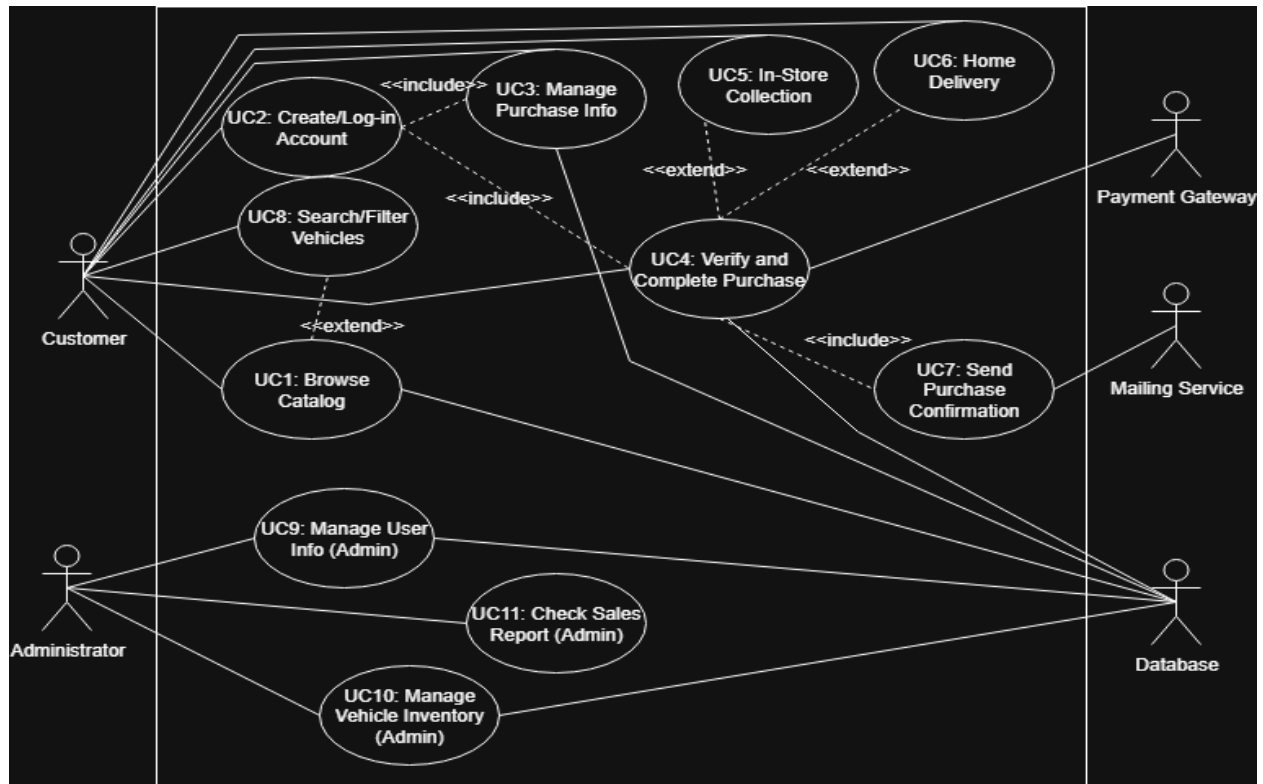 UC6: Home
Delivery
UC5: In-Store
Collection
<<include>>
UC3: Manage
Purchase Info
UC2: Create/Log-in
Account
<<extend>>
<<extend>>
Payment Gateway
<<include>>
UC8: Search/Filter
Vehicles
UC4: Verify and
Complete Purchase
Customer
<<extend>>
<<include>>
UC1: Browse
Catalog
UC7: Send
Purchase
Confirmation
Mailing Service
UC9: Manage User
Info (Admin)
UC11: Check Sales
Report (Admin)
Administrator
Database
UC10: Manage
Vehicle Inventory
(Admin)